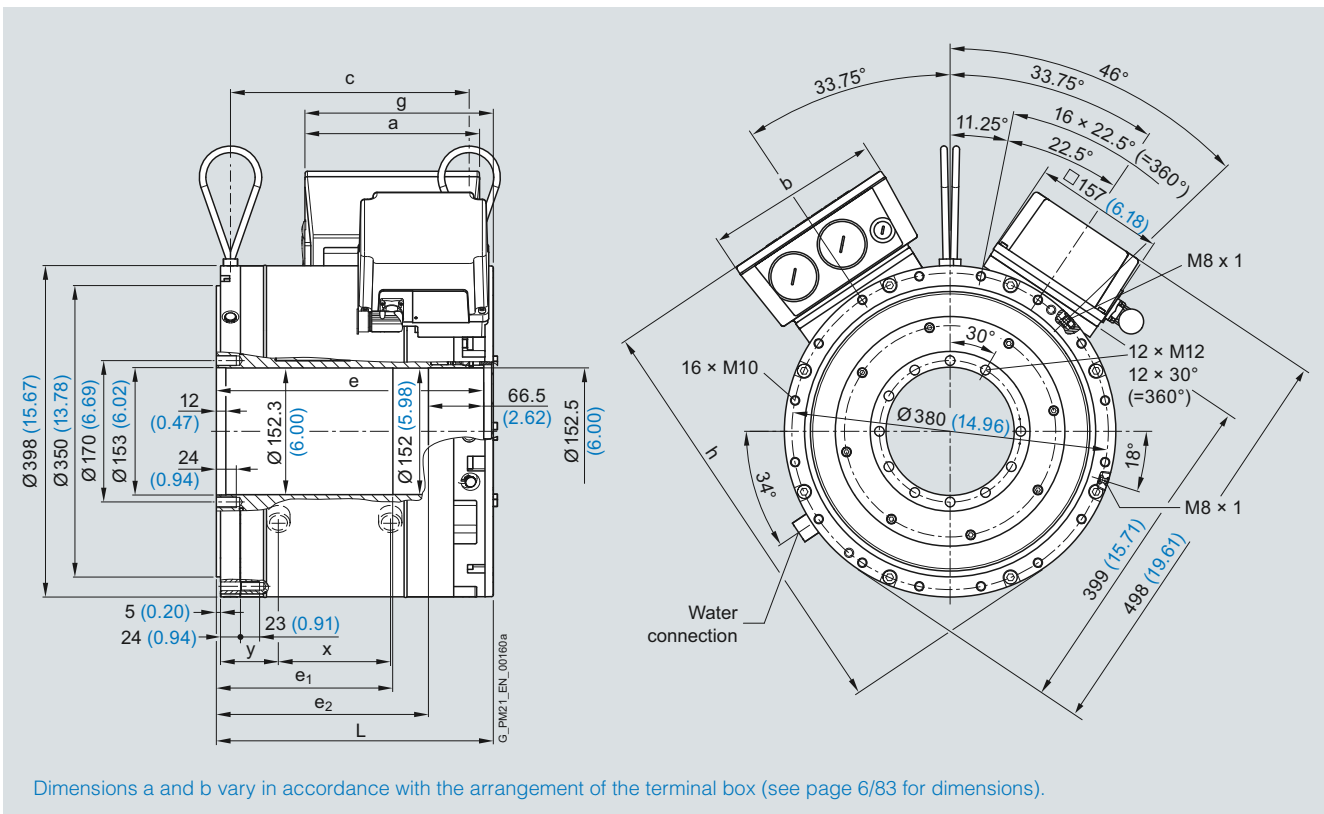 c
g
a
Ø 398 (15.67)
Ø 350 (13.78)
Ø 170 (6.69)
Ø 153 (6.02)
12
(0.47)
24
(0.94)
e
Ø 152.3
(6.00)
Ø 152 (5.98)
66.5
(2.62)
Ø 152.5
(6.00)
5 (0.20)
24 (0.94)
23 (0.91)
y
x
e1
e2
L
G_PM21_EN_00160a
33.75°
46°
33.75°
11.25°
16 × 22.5° (=360°)
22.5°
□157
(6.18)
b
M8 x 1
30°
12 × M12
12 × 30°
(=360°)
16 × M10
Ø 380 (14.96)
h
34°
18°
M8 × 1
399 (15.71)
498 (19.61)
Water
connection
Dimensions a and b vary in accordance with the arrangement of the terminal box (see page 6/83 for dimensions).